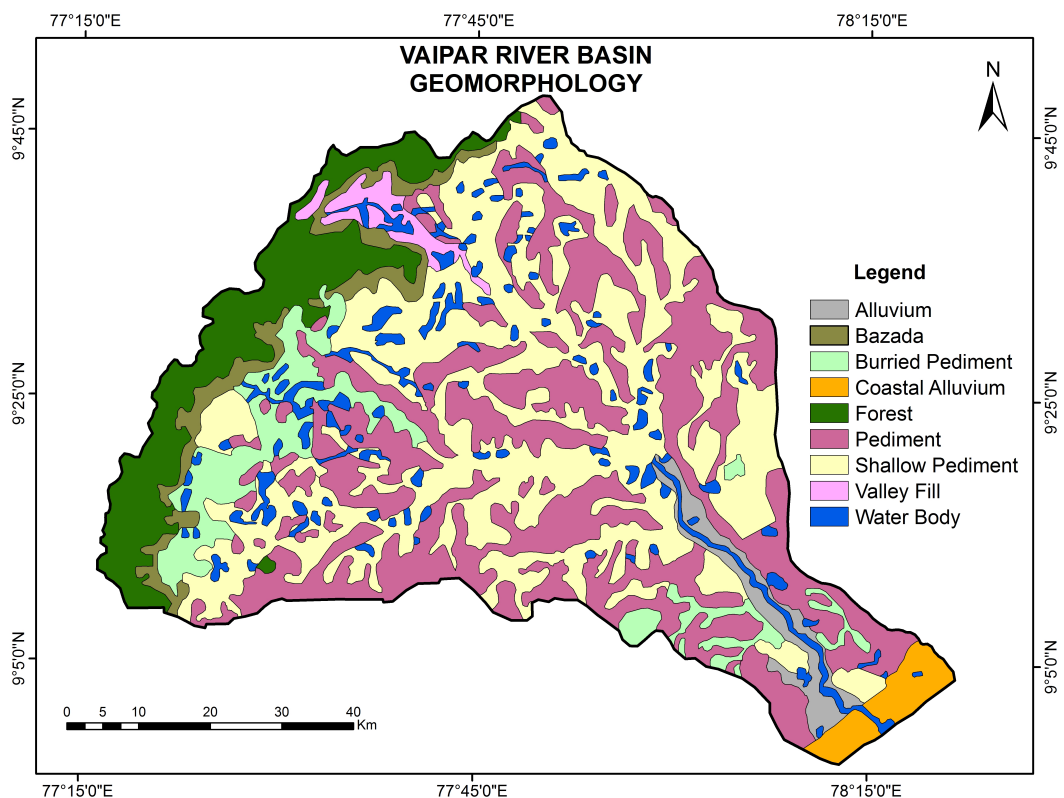 77°15'0"E 77°45'0"E 78°15'0"E
VAIPAR RIVER BASIN
GEOMORPHOLOGY
N
9°45'0"N 9°45'0"N
Legend
Alluvium
Bazada
Burried Pediment
Coastal Alluvium
Forest
Pediment
Shallow Pediment
Valley Fill
Water Body
9°25'0"N 9°25'0"N
9°5'0"N 9°5'0"N
0 5 10 20 30 40
Km
77°15'0"E 77°45'0"E 78°15'0"E